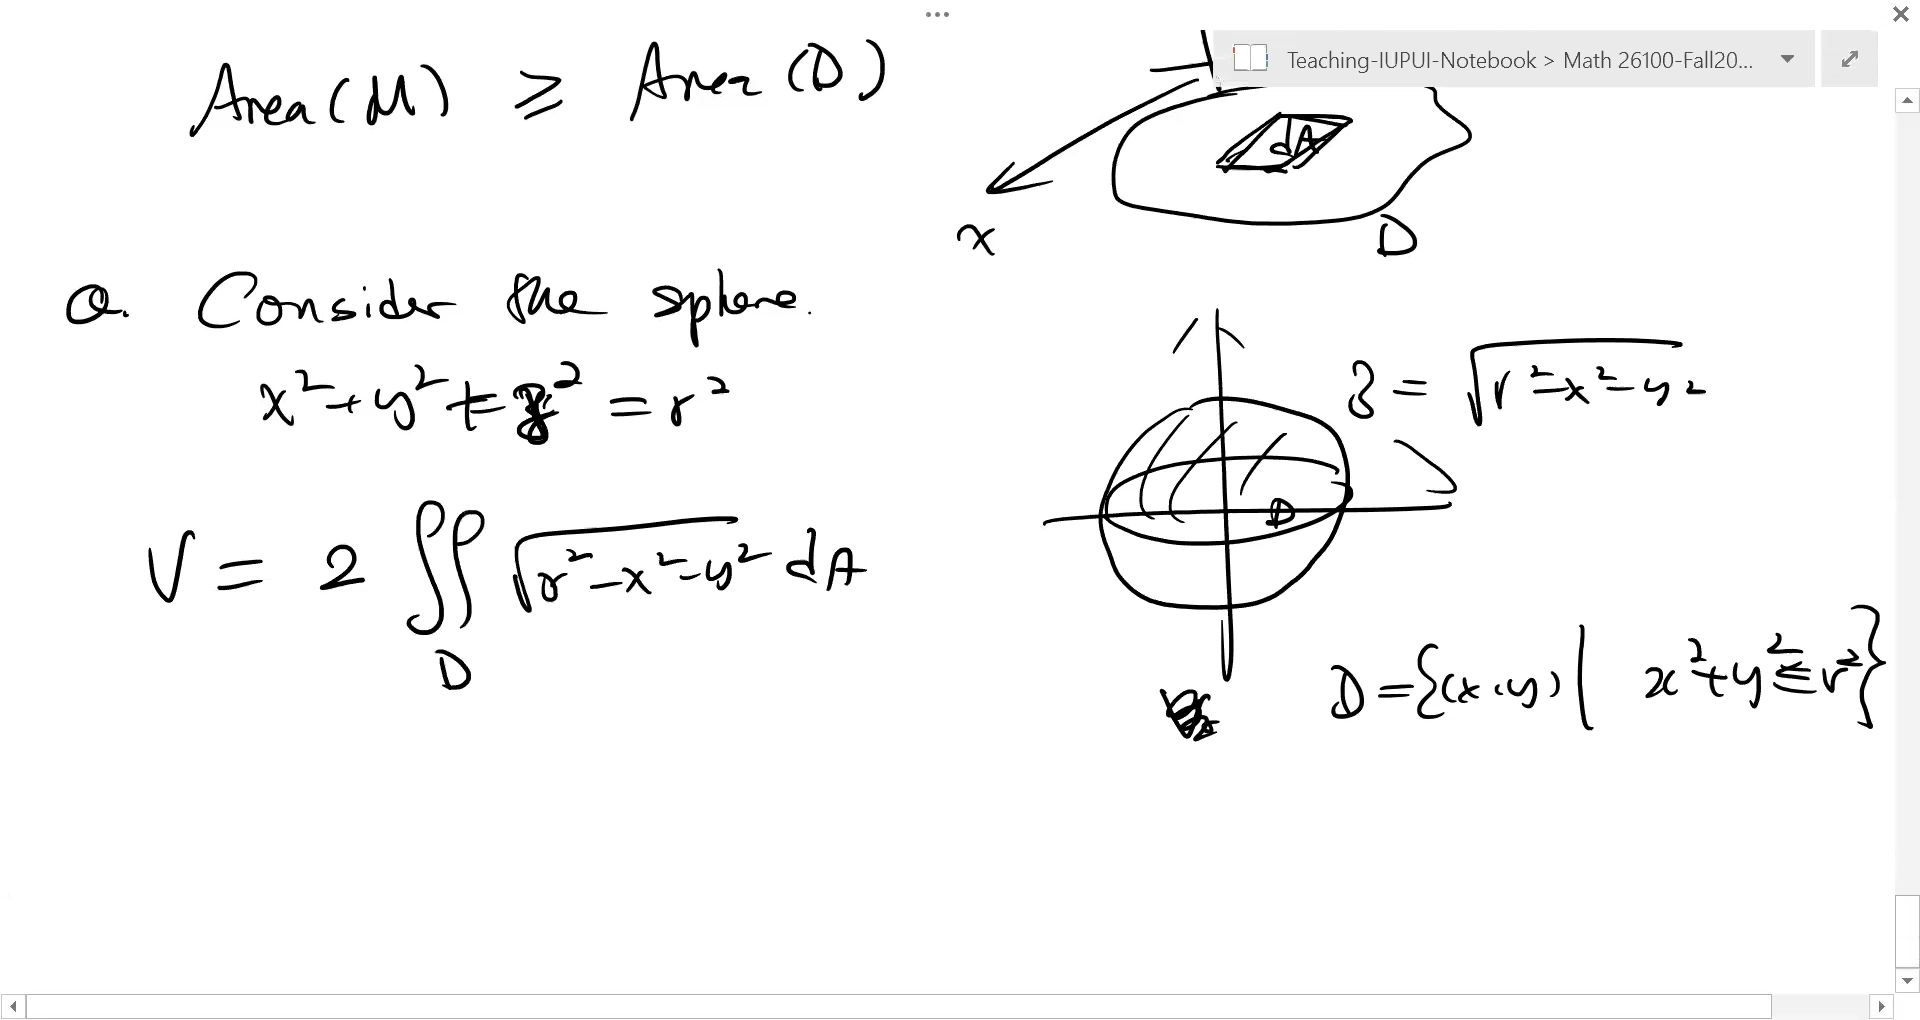 Teaching-IUPUI-Notebook > Math 26100-Fall20...
Area(M) ≥ Area(D)
dA
x
D
Q. Consider the sphere.
x² + y² + z² = r²
z = √(r²-x²-y²)
D
V = 2 ∬_D √(r²-x²-y²) dA
D = {(x,y) | x²+y² ≤ r²}